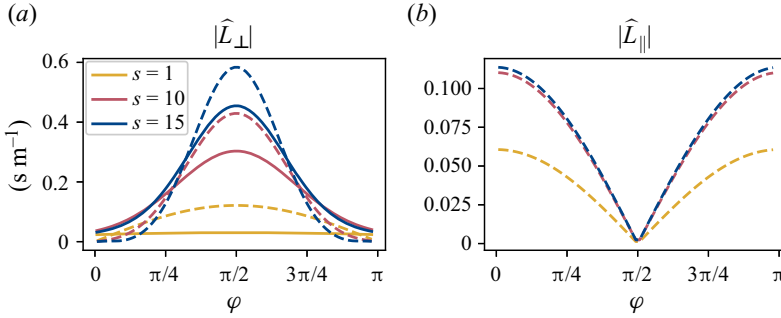 (a)
|L̂⊥|
(s m⁻¹)
0.6
0.4
0.2
0
s = 1
s = 10
s = 15
0 π/4 π/2 3π/4 π
φ
(b)
|L̂∥|
0.100
0.075
0.050
0.025
0
0 π/4 π/2 3π/4 π
φ